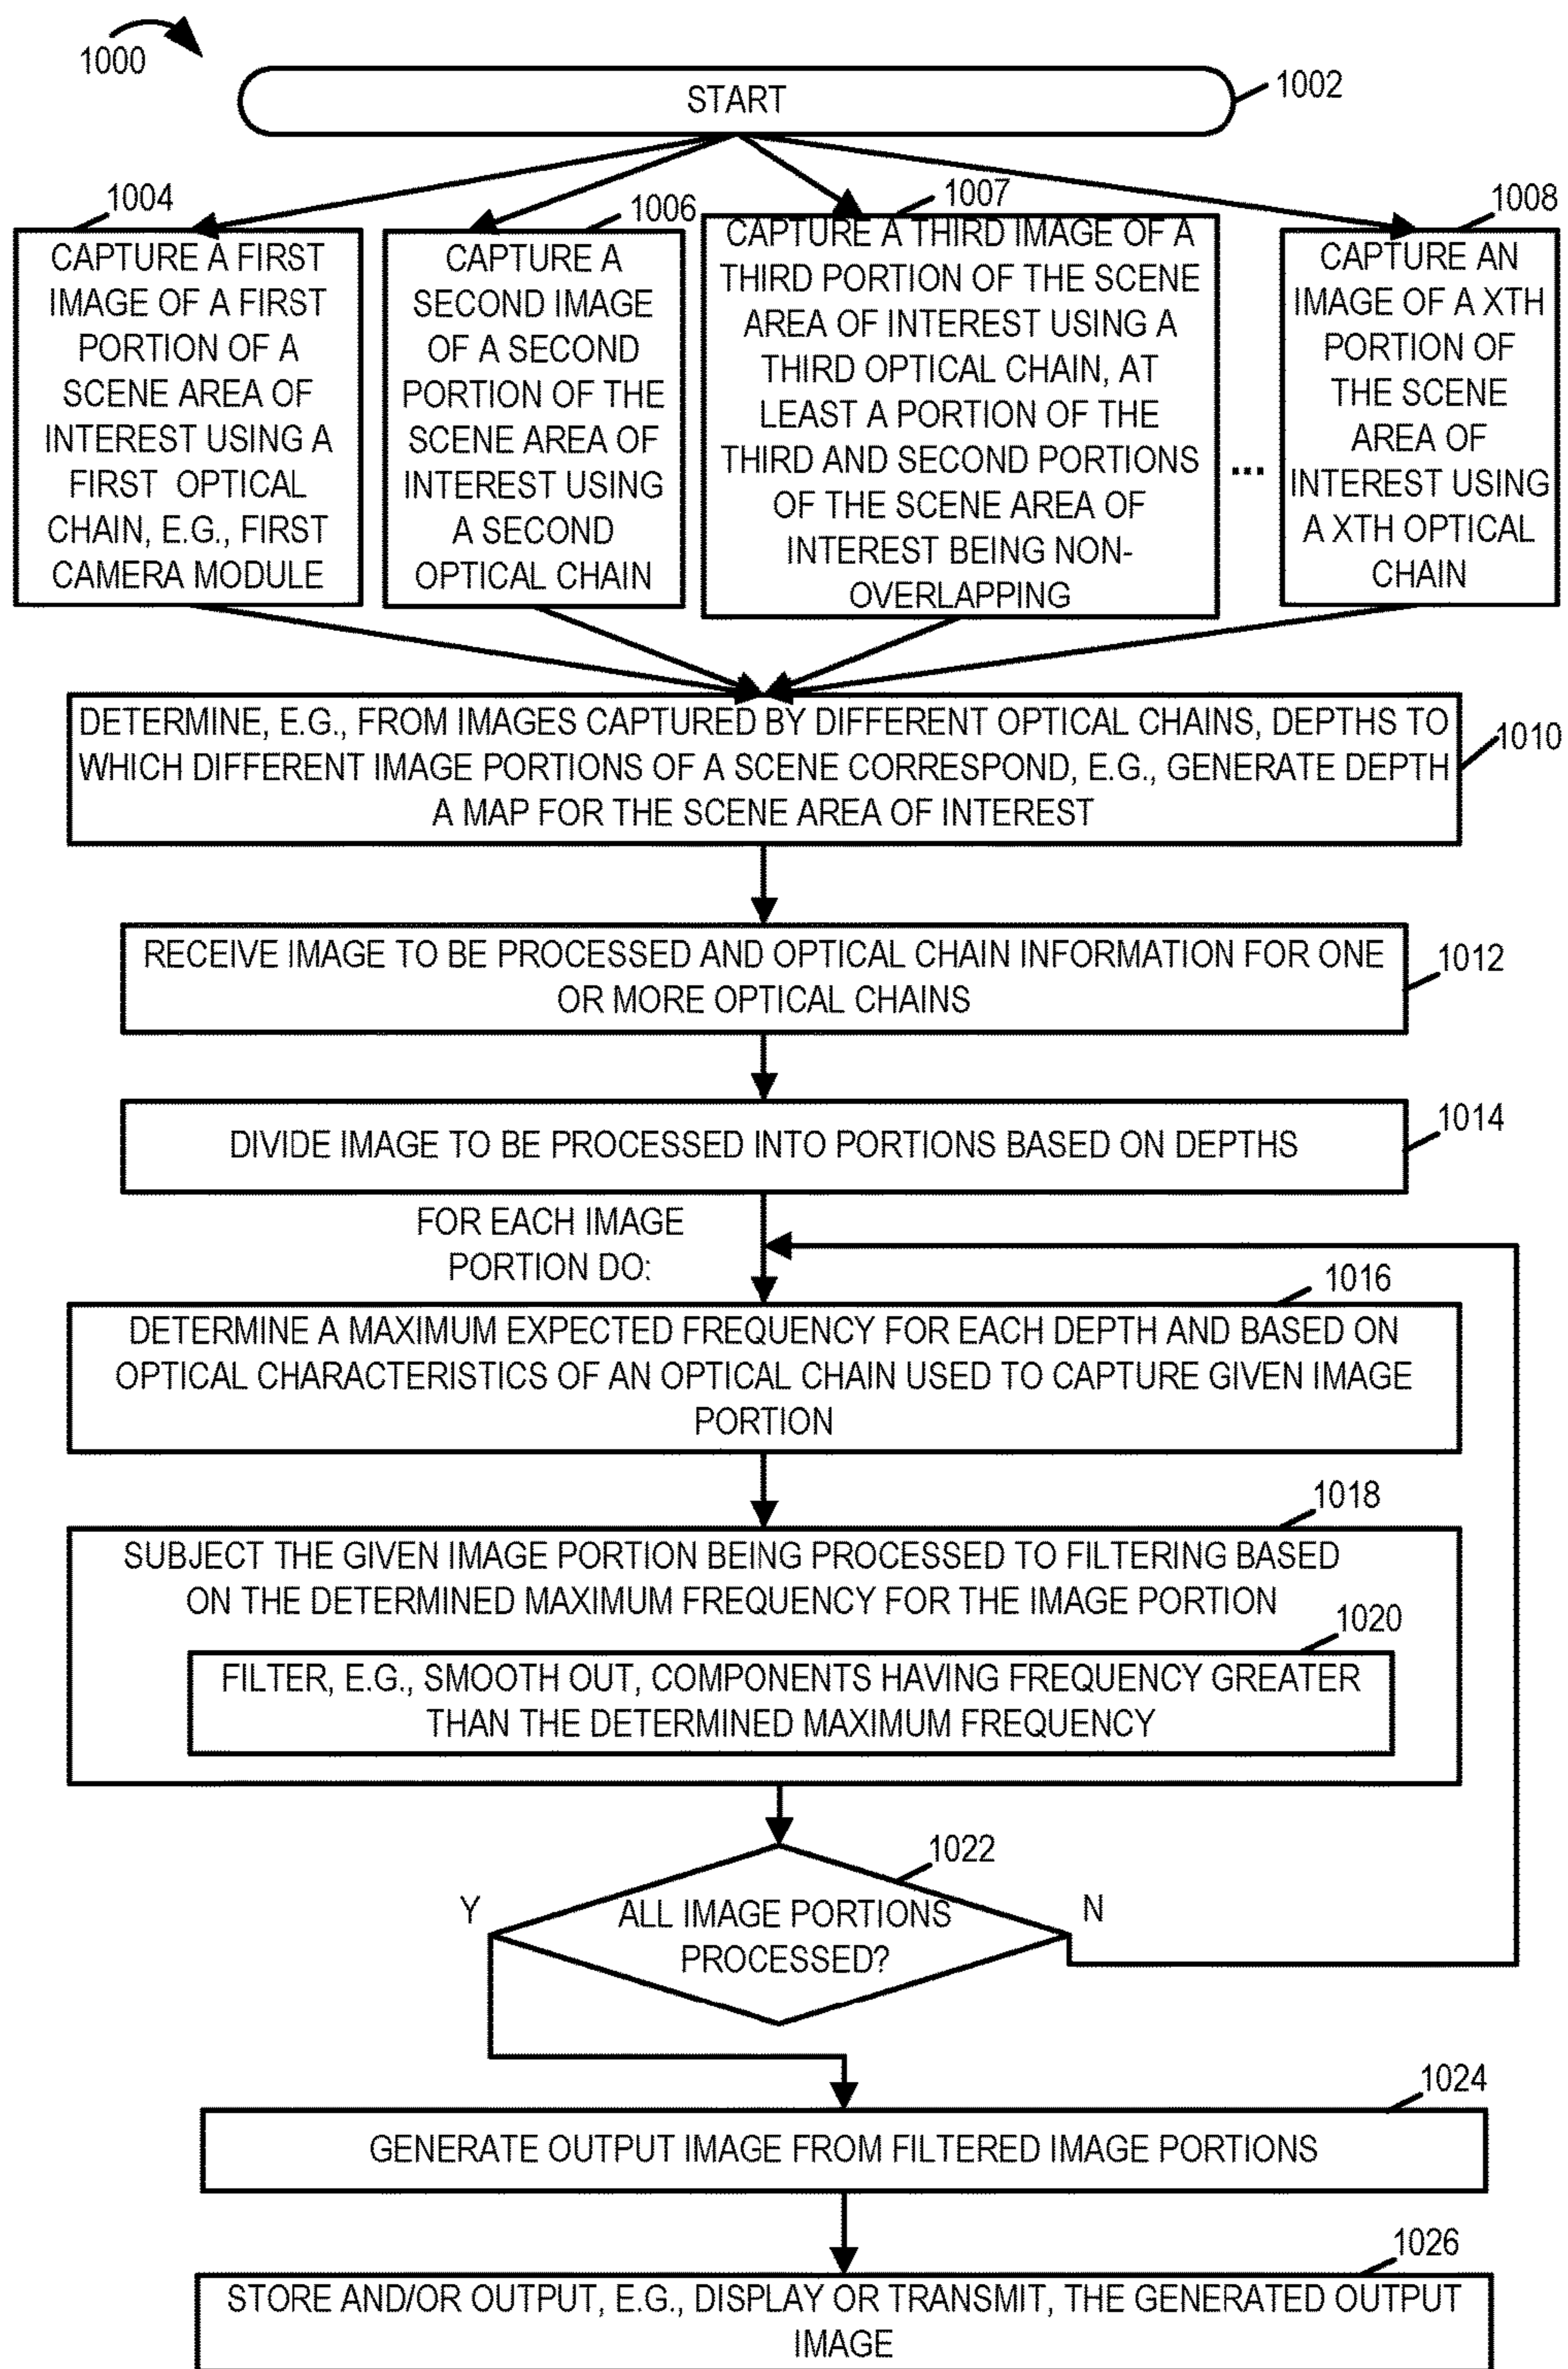 1000
START
1002
1004
CAPTURE A FIRST
IMAGE OF A FIRST
PORTION OF A
SCENE AREA OF
INTEREST USING A
FIRST OPTICAL
CHAIN, E.G., FIRST
CAMERA MODULE
1006
CAPTURE A
SECOND IMAGE
OF A SECOND
PORTION OF THE
SCENE AREA OF
INTEREST USING
A SECOND
OPTICAL CHAIN
1007
CAPTURE A THIRD IMAGE OF A
THIRD PORTION OF THE SCENE
AREA OF INTEREST USING A
THIRD OPTICAL CHAIN, AT
LEAST A PORTION OF THE
THIRD AND SECOND PORTIONS
OF THE SCENE AREA OF
INTEREST BEING NON-
OVERLAPPING
...
1008
CAPTURE AN
IMAGE OF A XTH
PORTION OF
THE SCENE
AREA OF
INTEREST USING
A XTH OPTICAL
CHAIN
DETERMINE, E.G., FROM IMAGES CAPTURED BY DIFFERENT OPTICAL CHAINS, DEPTHS TO
WHICH DIFFERENT IMAGE PORTIONS OF A SCENE CORRESPOND, E.G., GENERATE DEPTH
A MAP FOR THE SCENE AREA OF INTEREST
1010
RECEIVE IMAGE TO BE PROCESSED AND OPTICAL CHAIN INFORMATION FOR ONE
OR MORE OPTICAL CHAINS
1012
DIVIDE IMAGE TO BE PROCESSED INTO PORTIONS BASED ON DEPTHS
1014
FOR EACH IMAGE
PORTION DO:
1016
DETERMINE A MAXIMUM EXPECTED FREQUENCY FOR EACH DEPTH AND BASED ON
OPTICAL CHARACTERISTICS OF AN OPTICAL CHAIN USED TO CAPTURE GIVEN IMAGE
PORTION
1018
SUBJECT THE GIVEN IMAGE PORTION BEING PROCESSED TO FILTERING BASED
ON THE DETERMINED MAXIMUM FREQUENCY FOR THE IMAGE PORTION
1020
FILTER, E.G., SMOOTH OUT, COMPONENTS HAVING FREQUENCY GREATER
THAN THE DETERMINED MAXIMUM FREQUENCY
1022
Y
ALL IMAGE PORTIONS
PROCESSED?
N
1024
GENERATE OUTPUT IMAGE FROM FILTERED IMAGE PORTIONS
1026
STORE AND/OR OUTPUT, E.G., DISPLAY OR TRANSMIT, THE GENERATED OUTPUT
IMAGE